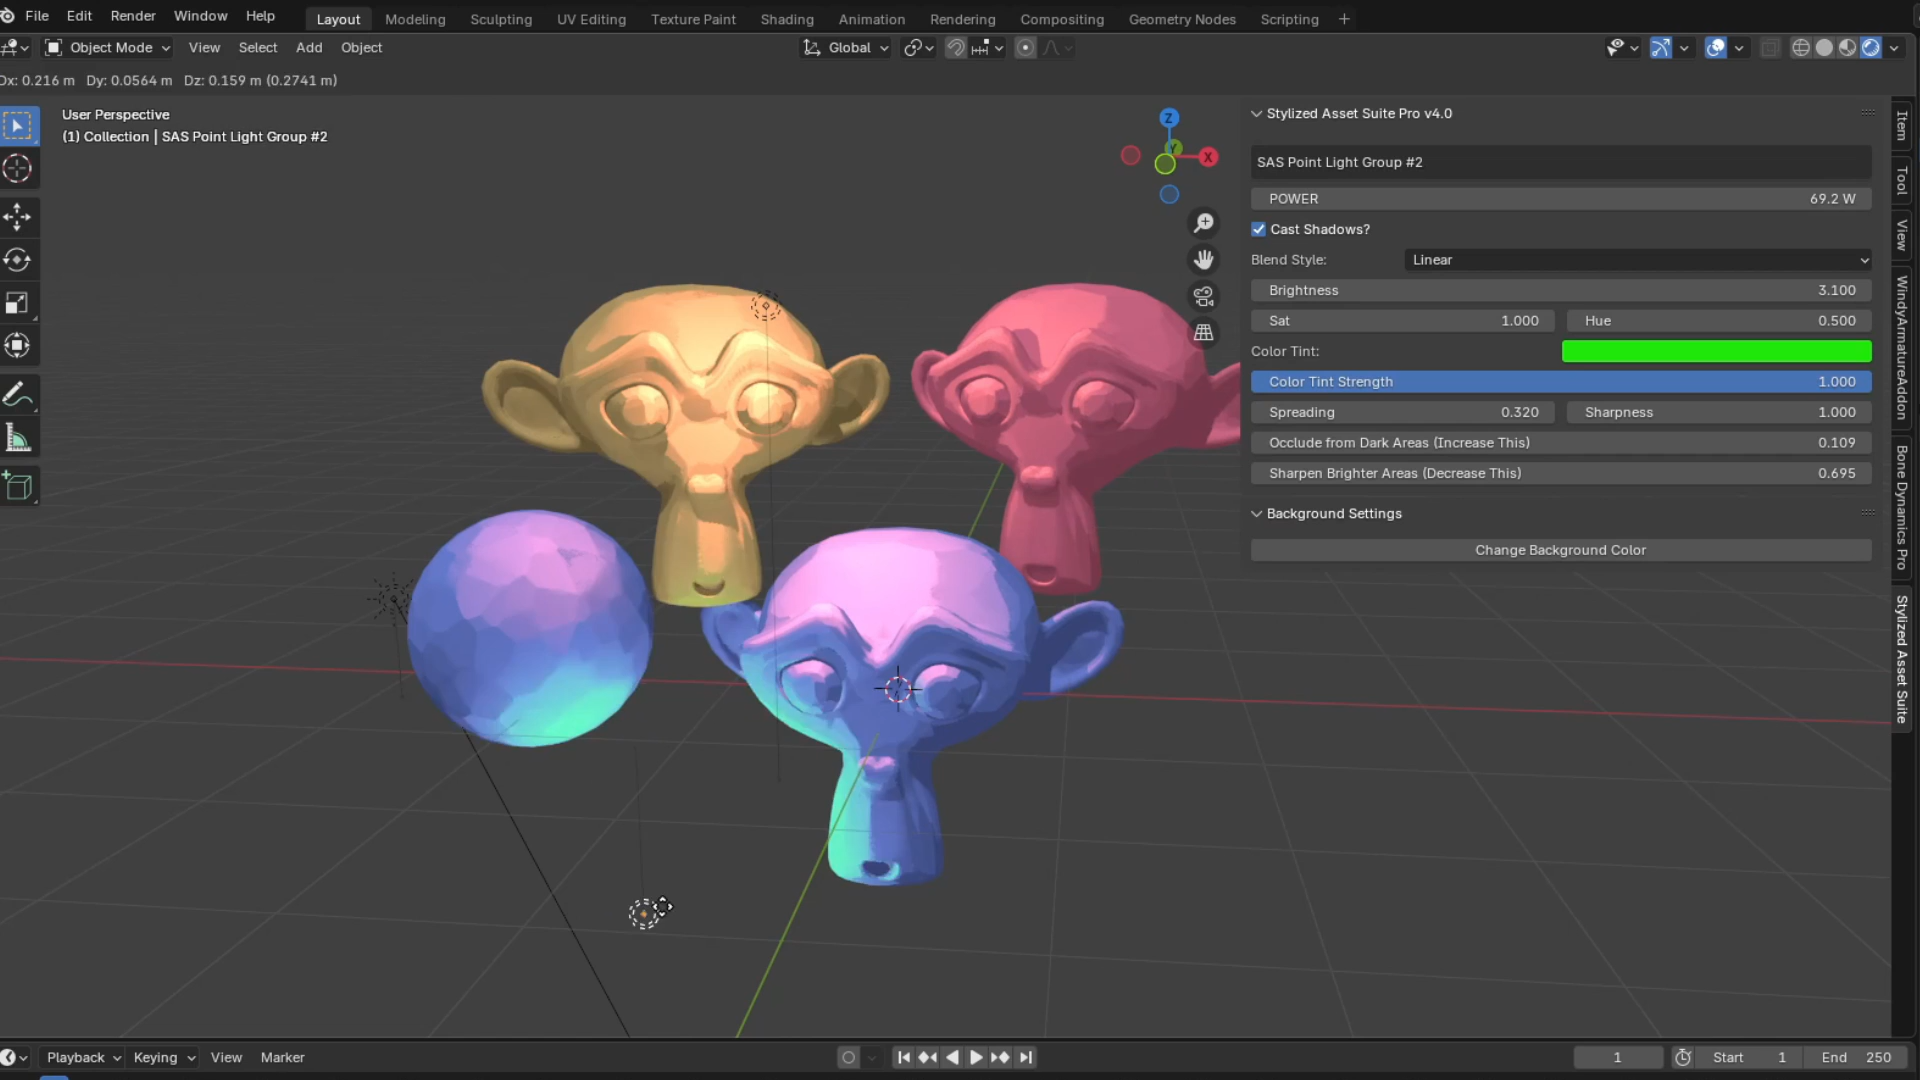 File Edit Render Window Help Layout Modeling Sculpting UV Editing Texture Paint Shading Animation Rendering Compositing Geometry Nodes Scripting +
Object Mode View Select Add Object Global
Dx: 0.216 m Dy: 0.0564 m Dz: 0.159 m (0.2741 m)
User Perspective
(1) Collection | SAS Point Light Group #2
Z
Y
X
Stylized Asset Suite Pro v4.0
SAS Point Light Group #2
POWER 69.2 W
Cast Shadows?
Blend Style: Linear
Brightness 3.100
Sat 1.000 Hue 0.500
Color Tint:
Color Tint Strength 1.000
Spreading 0.320 Sharpness 1.000
Occlude from Dark Areas (Increase This) 0.109
Sharpen Brighter Areas (Decrease This) 0.695
Background Settings
Change Background Color
Item
Tool
View
WindyArmatureAddon
Bone Dynamics Pro
Stylized Asset Suite
Playback Keying View Marker 1 Start 1 End 250